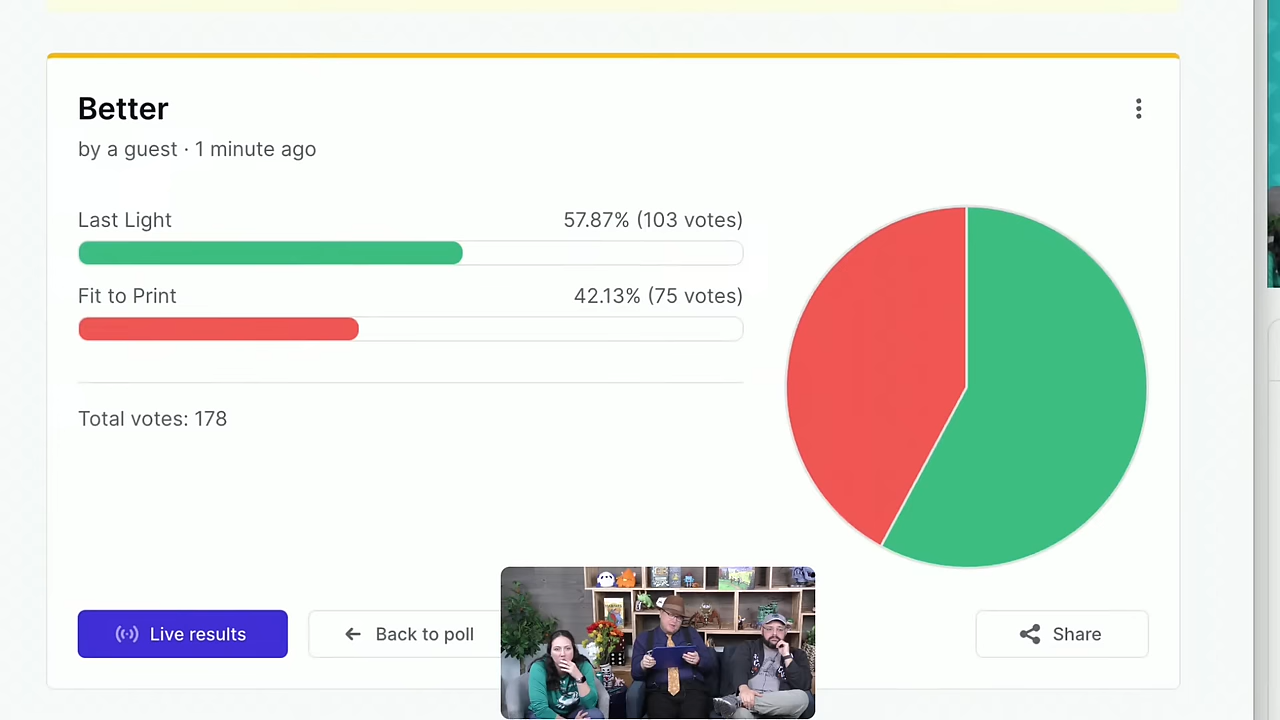 Better
by a guest · 1 minute ago
Last Light 57.87% (103 votes)
Fit to Print 42.13% (75 votes)
Total votes: 178
Live results
Back to poll
Share